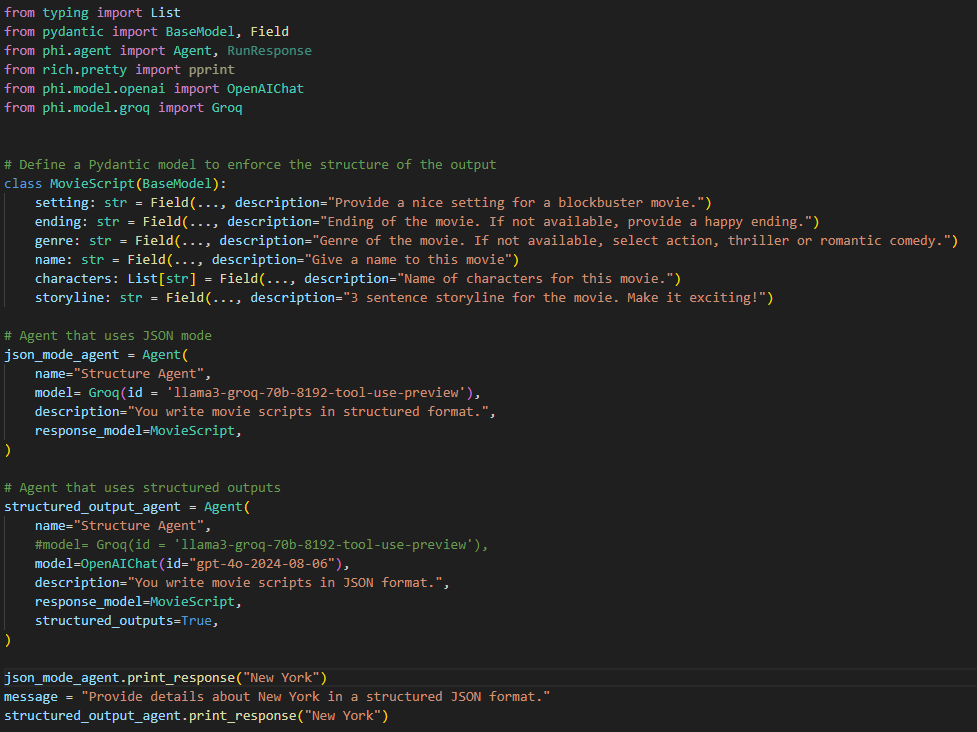 from typing import List
from pydantic import BaseModel, Field
from phi.agent import Agent, RunResponse
from rich.pretty import pprint
from phi.model.openai import OpenAIChat
from phi.model.groq import Groq
# Define a Pydantic model to enforce the structure of the output
class MovieScript(BaseModel):
    setting: str = Field(..., description="Provide a nice setting for a blockbuster movie.")
    ending: str = Field(..., description="Ending of the movie. If not available, provide a happy ending.")
    genre: str = Field(..., description="Genre of the movie. If not available, select action, thriller or romantic comedy.")
    name: str = Field(..., description="Give a name to this movie")
    characters: List[str] = Field(..., description="Name of characters for this movie.")
    storyline: str = Field(..., description="3 sentence storyline for the movie. Make it exciting!")
# Agent that uses JSON mode
json_mode_agent = Agent(
    name="Structure Agent",
    model= Groq(id = 'llama3-groq-70b-8192-tool-use-preview'),
    description="You write movie scripts in structured format.",
    response_model=MovieScript,
)
# Agent that uses structured outputs
structured_output_agent = Agent(
    name="Structure Agent",
    #model= Groq(id = 'llama3-groq-70b-8192-tool-use-preview'),
    model=OpenAIChat(id="gpt-4o-2024-08-06"),
    description="You write movie scripts in JSON format.",
    response_model=MovieScript,
    structured_outputs=True,
)
json_mode_agent.print_response("New York")
message = "Provide details about New York in a structured JSON format."
structured_output_agent.print_response("New York")